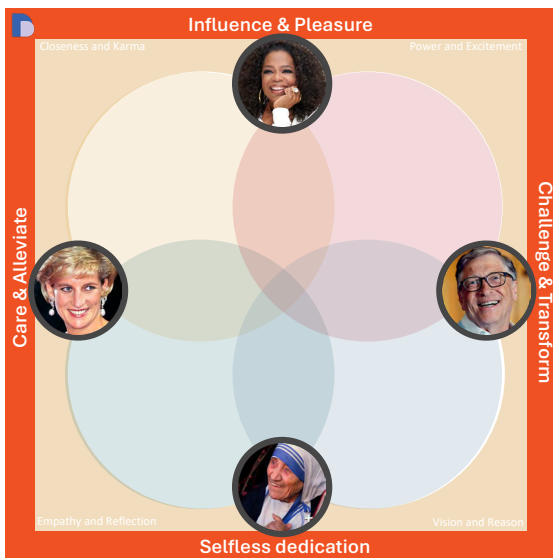 Influence & Pleasure
Closeness and Karma
Power and Excitement
Care & Alleviate
Challenge & Transform
Empathy and Reflection
Vision and Reason
Selfless dedication